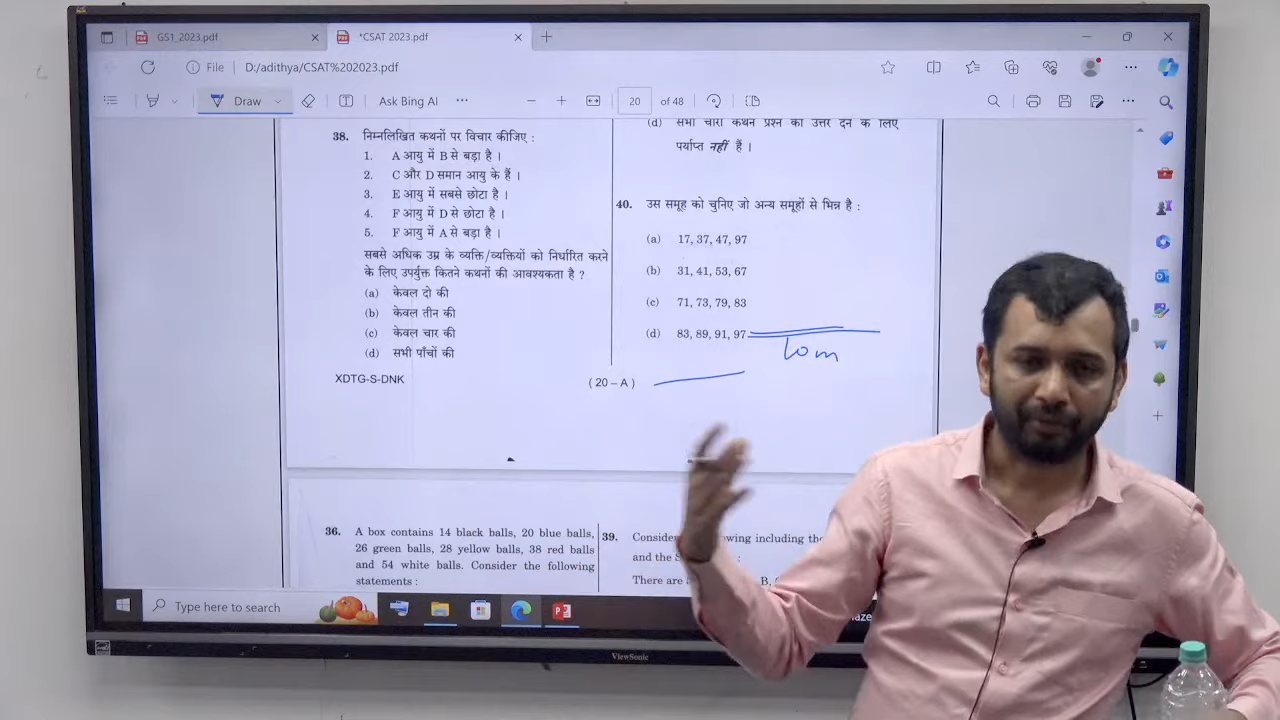 GS1_2023.pdf
*CSAT 2023.pdf
File
D:/adithya/CSAT%202023.pdf
Draw
Ask Bing AI
20
of 48
38. निम्नलिखित कथनों पर विचार कीजिए :
1. A आयु में B से बड़ा है ।
2. C और D समान आयु के हैं ।
3. E आयु में सबसे छोटा है ।
4. F आयु में D से छोटा है ।
5. F आयु में A से बड़ा है ।
सबसे अधिक उम्र के व्यक्ति/व्यक्तियों को निर्धारित करने
के लिए उपर्युक्त कितने कथनों की आवश्यकता है ?
(a) केवल दो की
(b) केवल तीन की
(c) केवल चार की
(d) सभी पाँचों की
XDTG-S-DNK
( 20 – A )
(d) सभी चारों कथन प्रश्न का उत्तर देने के लिए
पर्याप्त नहीं हैं ।
40. उस समूह को चुनिए जो अन्य समूहों से भिन्न है :
(a) 17, 37, 47, 97
(b) 31, 41, 53, 67
(c) 71, 73, 79, 83
(d) 83, 89, 91, 97
36. A box contains 14 black balls, 20 blue balls,
26 green balls, 28 yellow balls, 38 red balls
and 54 white balls. Consider the following
statements :
39.
including the
and the
There are
B,
Type here to search
ViewSonic